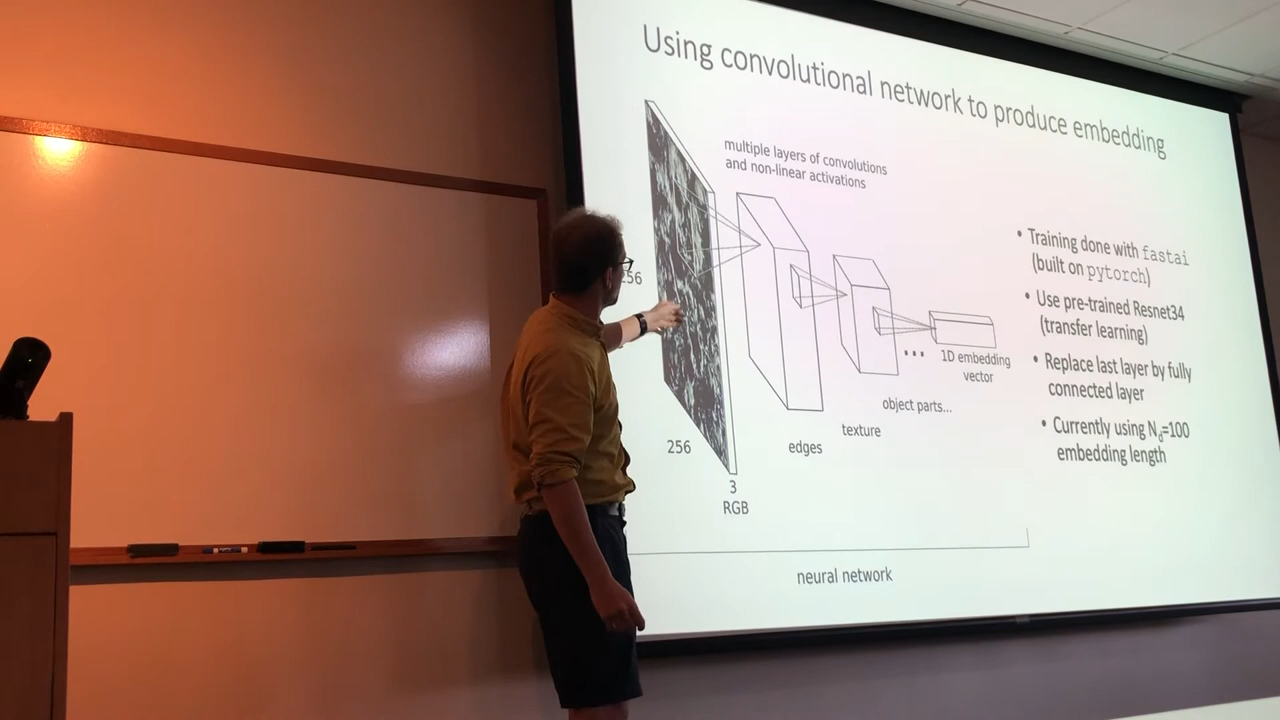 Using convolutional network to produce embedding
multiple layers of convolutions
and non-linear activations
256
256
3
RGB
edges
texture
object parts...
...
1D embedding
vector
neural network
• Training done with fastai
(built on pytorch)
• Use pre-trained Resnet34
(transfer learning)
• Replace last layer by fully
connected layer
• Currently using Nd=100
embedding length